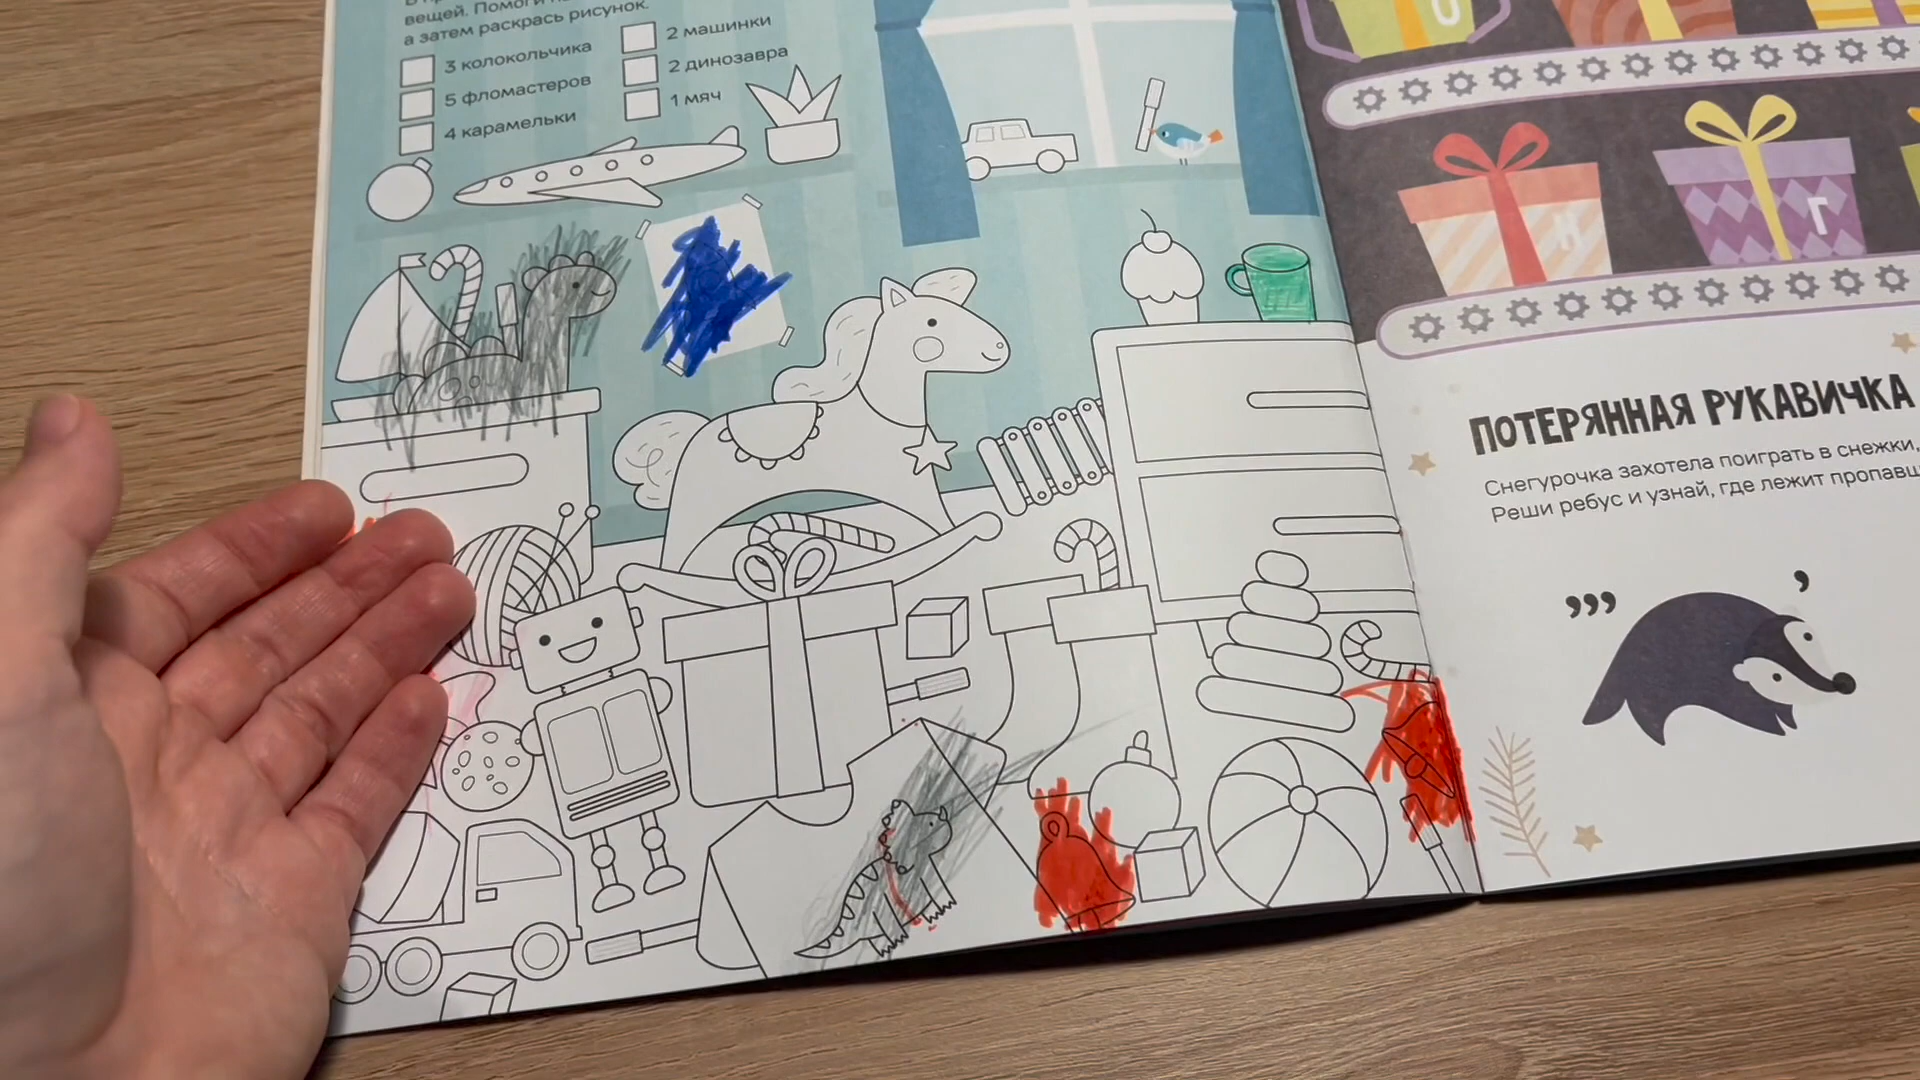 вещей. Помоги
а затем раскрась рисунок.
3 колокольчика
5 фломастеров
4 карамельки
2 машинки
2 динозавра
1 мяч
Н
Г
ПОТЕРЯННАЯ РУКАВИЧКА
Снегурочка захотела поиграть в снежки,
Реши ребус и узнай, где лежит
,,,
,